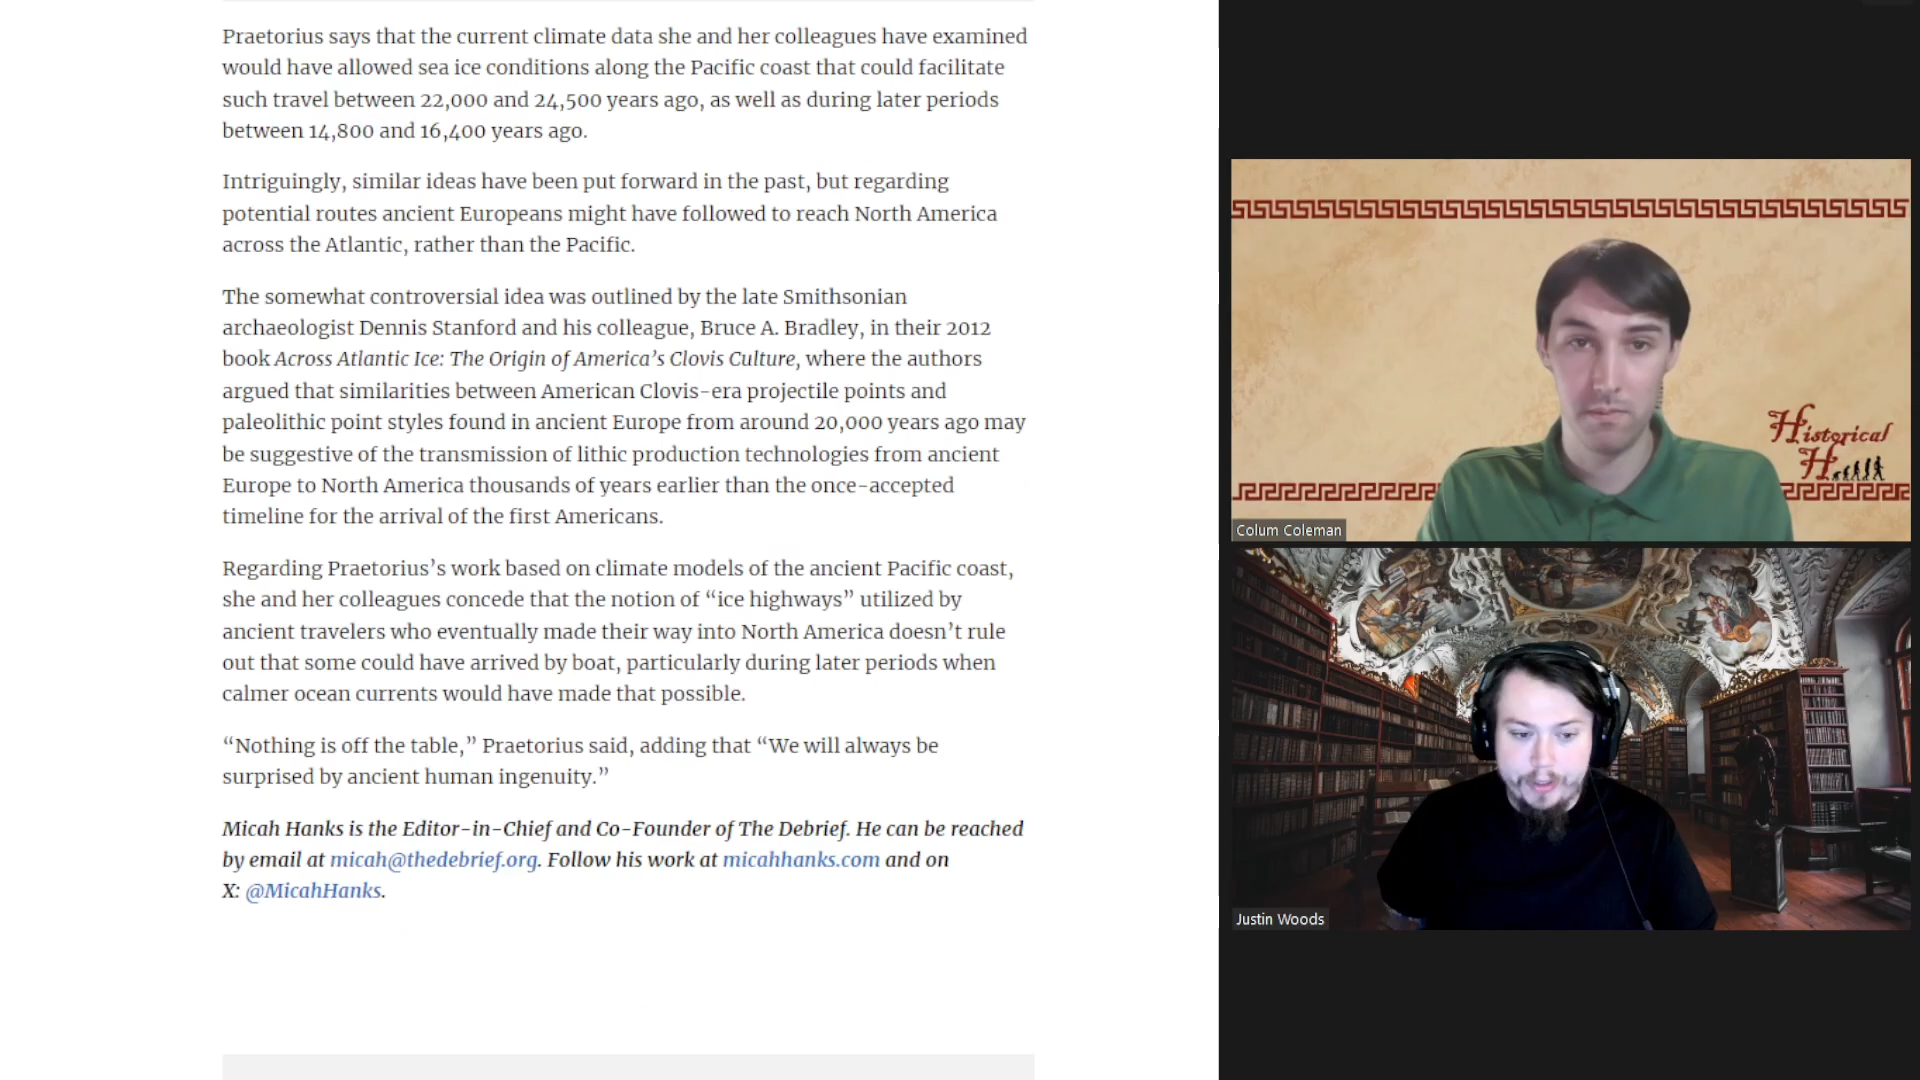 Praetorius says that the current climate data she and her colleagues have examined
would have allowed sea ice conditions along the Pacific coast that could facilitate
such travel between 22,000 and 24,500 years ago, as well as during later periods
between 14,800 and 16,400 years ago.
Intriguingly, similar ideas have been put forward in the past, but regarding
potential routes ancient Europeans might have followed to reach North America
across the Atlantic, rather than the Pacific.
The somewhat controversial idea was outlined by the late Smithsonian
archaeologist Dennis Stanford and his colleague, Bruce A. Bradley, in their 2012
book Across Atlantic Ice: The Origin of America’s Clovis Culture, where the authors
argued that similarities between American Clovis-era projectile points and
paleolithic point styles found in ancient Europe from around 20,000 years ago may
be suggestive of the transmission of lithic production technologies from ancient
Europe to North America thousands of years earlier than the once-accepted
timeline for the arrival of the first Americans.
Regarding Praetorius’s work based on climate models of the ancient Pacific coast,
she and her colleagues concede that the notion of “ice highways” utilized by
ancient travelers who eventually made their way into North America doesn’t rule
out that some could have arrived by boat, particularly during later periods when
calmer ocean currents would have made that possible.
“Nothing is off the table,” Praetorius said, adding that “We will always be
surprised by ancient human ingenuity.”
Micah Hanks is the Editor-in-Chief and Co-Founder of The Debrief. He can be reached
by email at micah@thedebrief.org. Follow his work at micahhanks.com and on
X: @MicahHanks.
Historical
H
Colum Coleman
Justin Woods